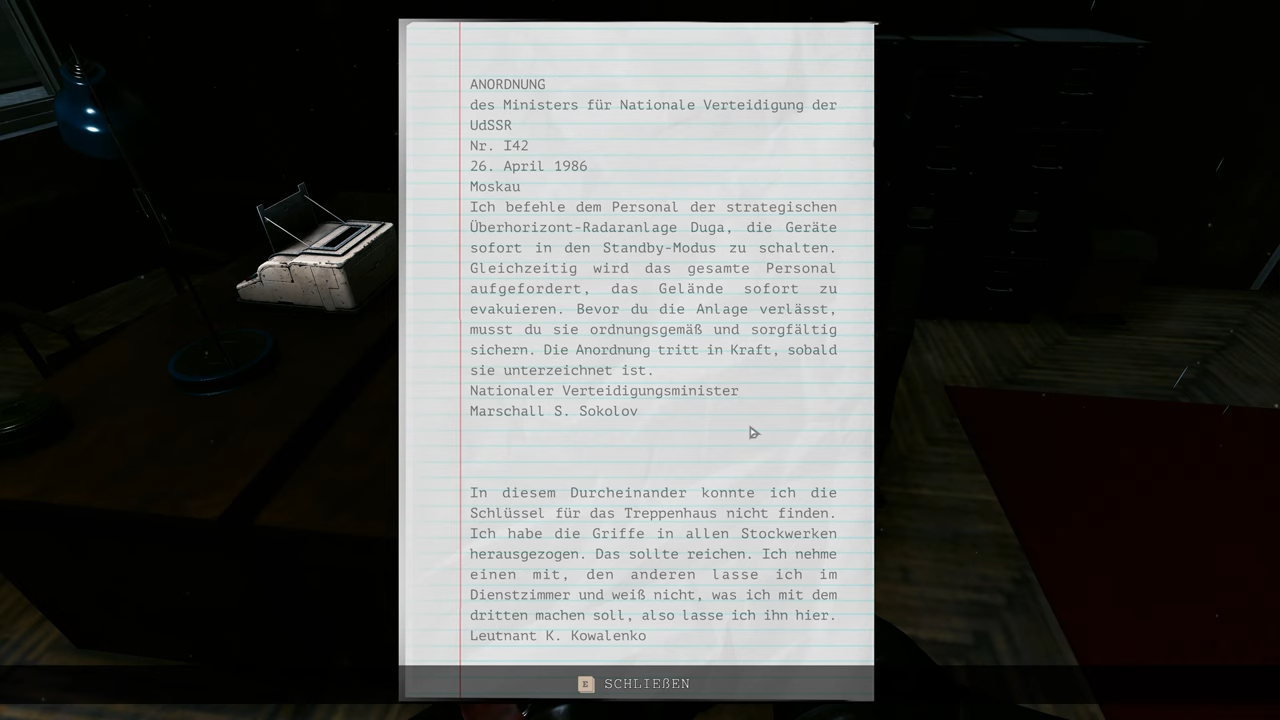 ANORDNUNG
des Ministers für Nationale Verteidigung der
UdSSR
Nr. I42
26. April 1986
Moskau
Ich befehle dem Personal der strategischen
Überhorizont-Radaranlage Duga, die Geräte
sofort in den Standby-Modus zu schalten.
Gleichzeitig wird das gesamte Personal
aufgefordert, das Gelände sofort zu
evakuieren. Bevor du die Anlage verlässt,
musst du sie ordnungsgemäß und sorgfältig
sichern. Die Anordnung tritt in Kraft, sobald
sie unterzeichnet ist.
Nationaler Verteidigungsminister
Marschall S. Sokolov
In diesem Durcheinander konnte ich die
Schlüssel für das Treppenhaus nicht finden.
Ich habe die Griffe in allen Stockwerken
herausgezogen. Das sollte reichen. Ich nehme
einen mit, den anderen lasse ich im
Dienstzimmer und weiß nicht, was ich mit dem
dritten machen soll, also lasse ich ihn hier.
Leutnant K. Kowalenko
E SCHLIEßEN